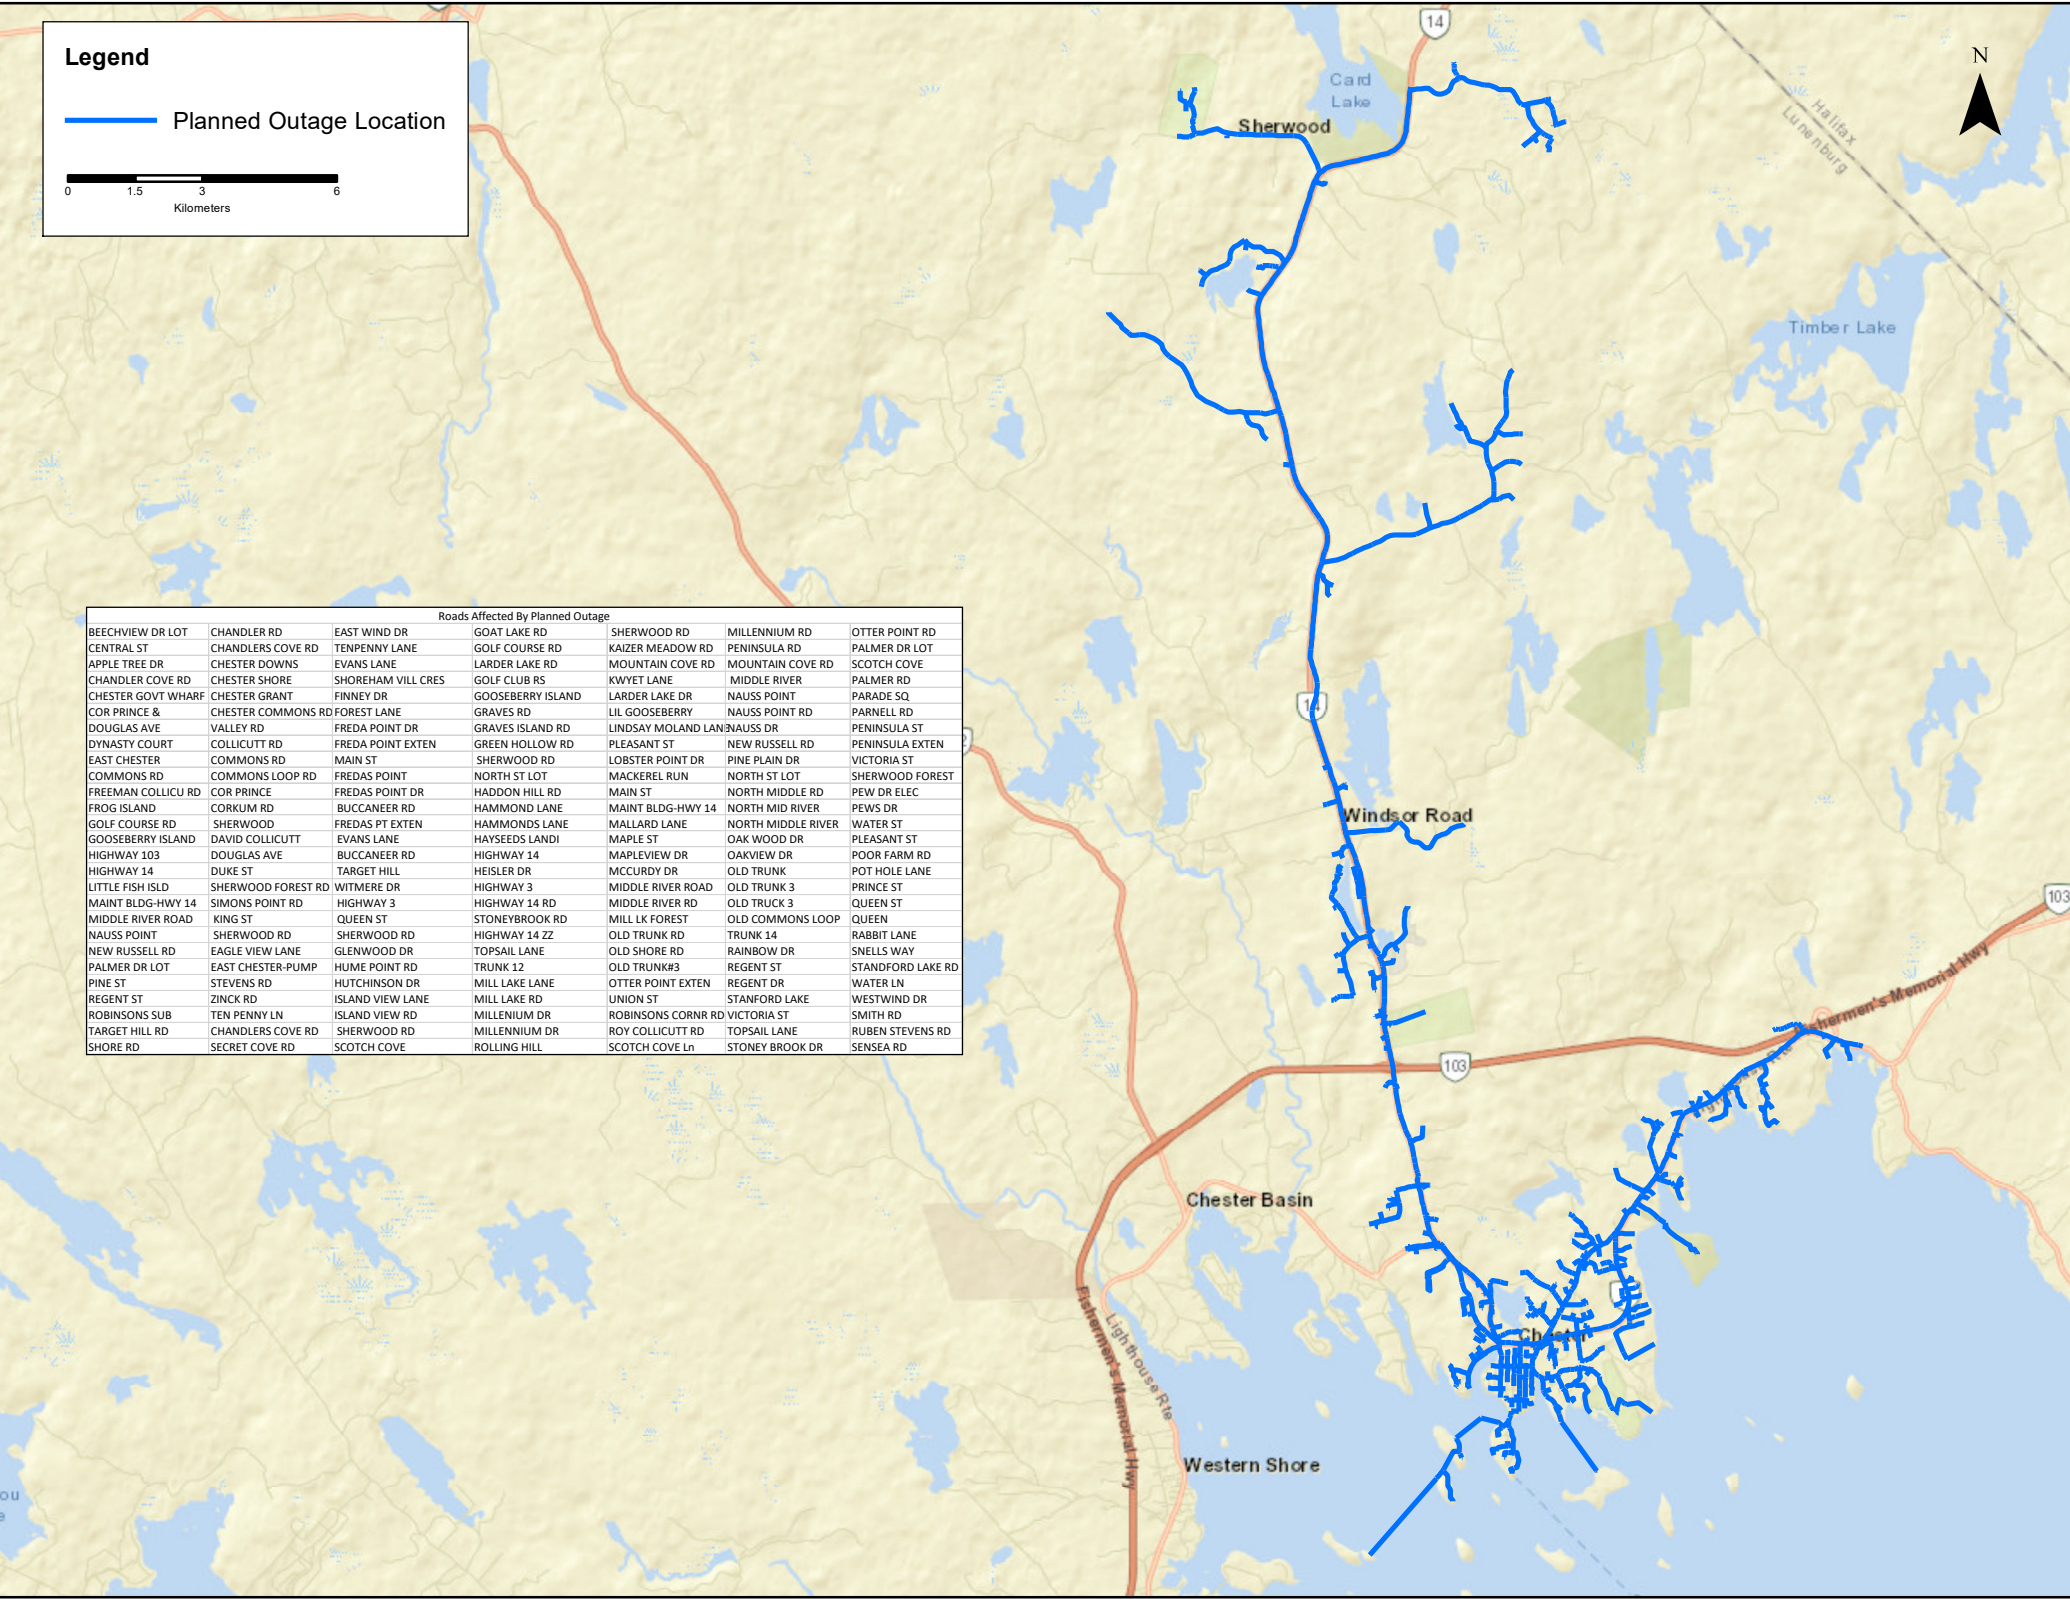 Legend
Planned Outage Location
0 1.5 3 6
Kilometers
14
N
Card
Lake
Sherwood
Halifax
Lunenburg
Timber Lake
Roads Affected By Planned Outage
BEECHVIEW DR LOT CHANDLER RD EAST WIND DR GOAT LAKE RD SHERWOOD RD MILLENNIUM RD OTTER POINT RD
CENTRAL ST CHANDLERS COVE RD TENPENNY LANE GOLF COURSE RD KAIZER MEADOW RD PENINSULA RD PALMER DR LOT
APPLE TREE DR CHESTER DOWNS EVANS LANE LARDER LAKE RD MOUNTAIN COVE RD MOUNTAIN COVE RD SCOTCH COVE
CHANDLER COVE RD CHESTER SHORE SHOREHAM VILL CRES GOLF CLUB RS KWYET LANE MIDDLE RIVER PALMER RD
CHESTER GOVT WHARF CHESTER GRANT FINNEY DR GOOSEBERRY ISLAND LARDER LAKE DR NAUSS POINT PARADE SQ
COR PRINCE & CHESTER COMMONS RD FOREST LANE GRAVES RD LIL GOOSEBERRY NAUSS POINT RD PARNELL RD
DOUGLAS AVE VALLEY RD FREDA POINT DR GRAVES ISLAND RD LINDSAY MOLAND LANE NAUSS DR PENINSULA ST
DYNASTY COURT COLLICUTT RD FREDA POINT EXTEN GREEN HOLLOW RD PLEASANT ST NEW RUSSELL RD PENINSULA EXTEN
EAST CHESTER COMMONS RD MAIN ST SHERWOOD RD LOBSTER POINT DR PINE PLAIN DR VICTORIA ST
COMMONS RD COMMONS LOOP RD FREDAS POINT NORTH ST LOT MACKEREL RUN NORTH ST LOT SHERWOOD FOREST
FREEMAN COLLICU RD COR PRINCE FREDAS POINT DR HADDON HILL RD MAIN ST NORTH MIDDLE RD PEW DR ELEC
FROG ISLAND CORKUM RD BUCCANEER RD HAMMOND LANE MAINT BLDG-HWY 14 NORTH MID RIVER PEWS DR
GOLF COURSE RD SHERWOOD FREDAS PT EXTEN HAMMONDS LANE MALLARD LANE NORTH MIDDLE RIVER WATER ST
GOOSEBERRY ISLAND DAVID COLLICUTT EVANS LANE HAYSEEDS LANDI MAPLE ST OAK WOOD DR PLEASANT ST
HIGHWAY 103 DOUGLAS AVE BUCCANEER RD HIGHWAY 14 MAPLEVIEW DR OAKVIEW DR POOR FARM RD
HIGHWAY 14 DUKE ST TARGET HILL HEISLER DR MCCURDY DR OLD TRUNK POT HOLE LANE
LITTLE FISH ISLD SHERWOOD FOREST RD WITMERE DR HIGHWAY 3 MIDDLE RIVER ROAD OLD TRUNK 3 PRINCE ST
MAINT BLDG-HWY 14 SIMONS POINT RD HIGHWAY 3 HIGHWAY 14 RD MIDDLE RIVER RD OLD TRUCK 3 QUEEN ST
MIDDLE RIVER ROAD KING ST QUEEN ST STONEYBROOK RD MILL LK FOREST OLD COMMONS LOOP QUEEN
NAUSS POINT SHERWOOD RD SHERWOOD RD HIGHWAY 14 ZZ OLD TRUNK RD TRUNK 14 RABBIT LANE
NEW RUSSELL RD EAGLE VIEW LANE GLENWOOD DR TOPSAIL LANE OLD SHORE RD RAINBOW DR SNELLS WAY
PALMER DR LOT EAST CHESTER-PUMP HUME POINT RD TRUNK 12 OLD TRUNK#3 REGENT ST STANDFORD LAKE RD
PINE ST STEVENS RD HUTCHINSON DR MILL LAKE LANE OTTER POINT EXTEN REGENT DR WATER LN
REGENT ST ZINCK RD ISLAND VIEW LANE MILL LAKE RD UNION ST STANFORD LAKE WESTWIND DR
ROBINSONS SUB TEN PENNY LN ISLAND VIEW RD MILLENIUM DR ROBINSONS CORNR RD VICTORIA ST SMITH RD
TARGET HILL RD CHANDLERS COVE RD SHERWOOD RD MILLENNIUM DR ROY COLLICUTT RD TOPSAIL LANE RUBEN STEVENS RD
SHORE RD SECRET COVE RD SCOTCH COVE ROLLING HILL SCOTCH COVE Ln STONEY BROOK DR SENSEA RD
14
Windsor Road
103
Fishermen's Memorial Hwy
103
Chester Basin
Fishermen's Memorial Hwy
Lighthouse Rte
Chester
Western Shore